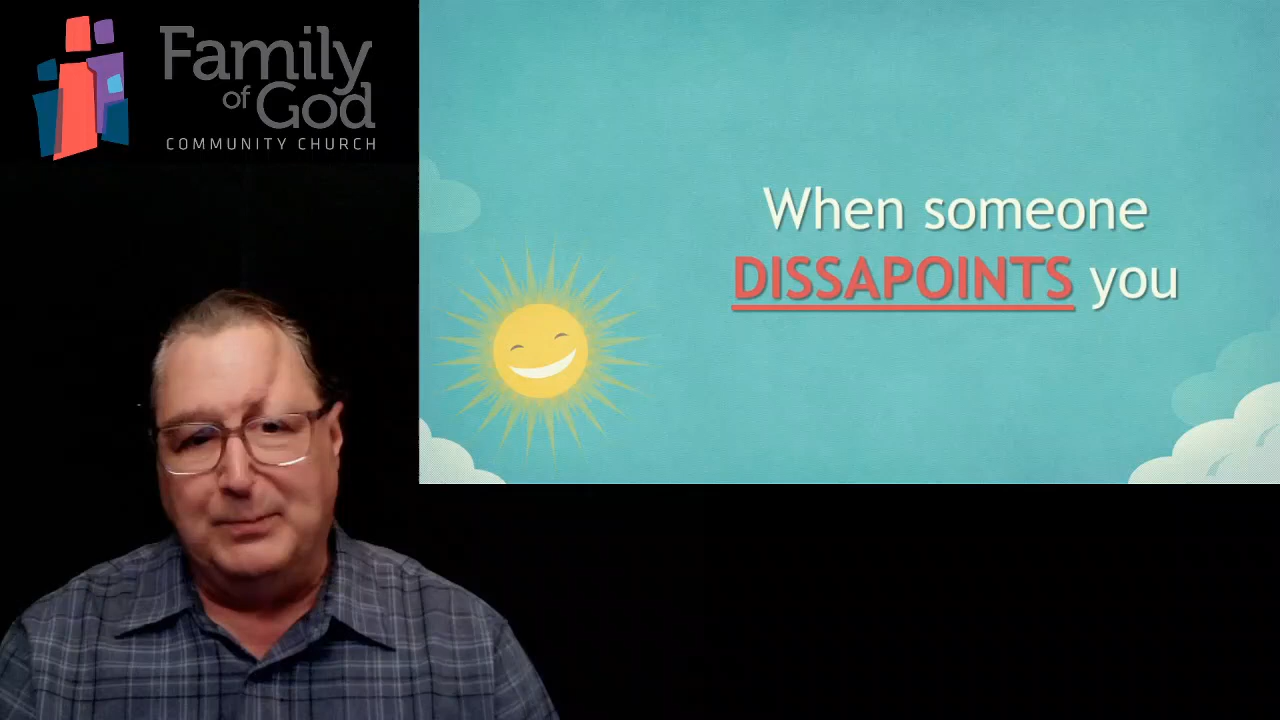 Family
of God
COMMUNITY CHURCH
When someone
DISSAPOINTS you